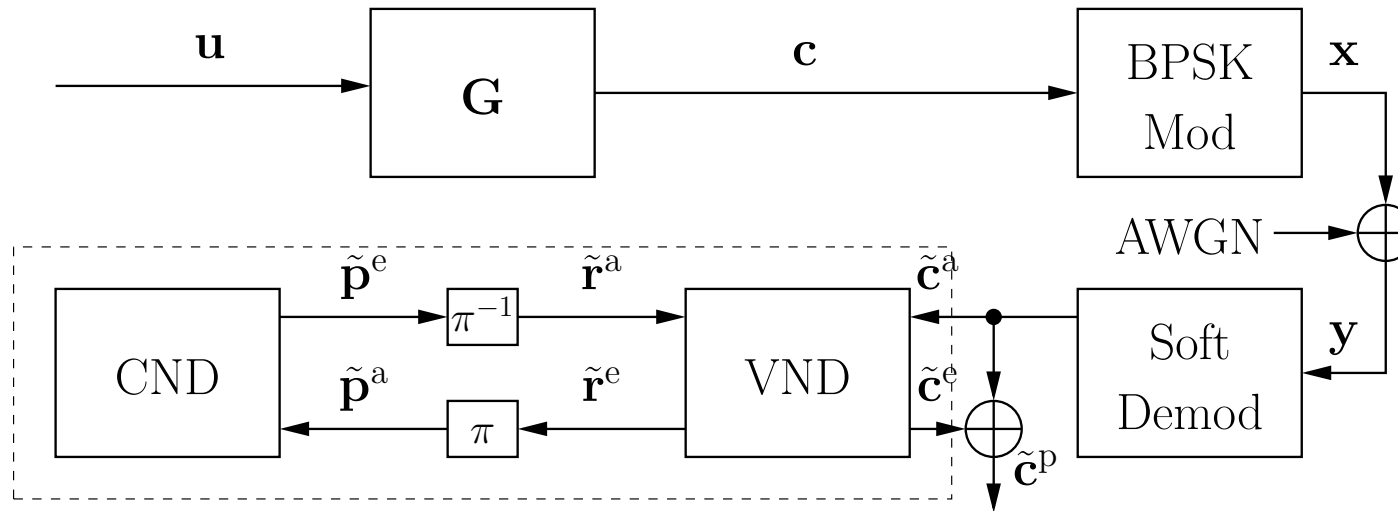 u
G
c
BPSK
Mod
x
AWGN
p̃ᵉ
r̃ᵃ
c̃ᵃ
CND
π⁻¹
VND
Soft
Demod
y
p̃ᵃ
r̃ᵉ
c̃ᵉ
π
c̃ᵖ